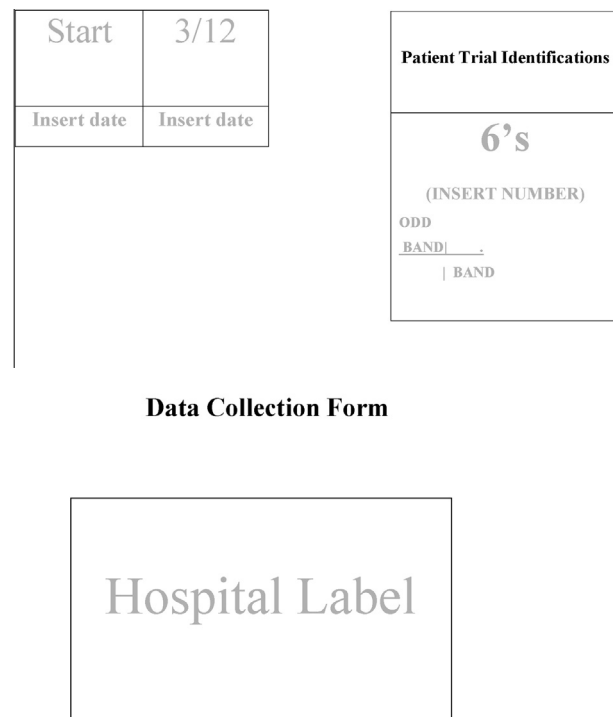 Start 3/12
Insert date Insert date
Patient Trial Identifications
6’s
(INSERT NUMBER)
ODD
BAND| .
| BAND
Data Collection Form
Hospital Label